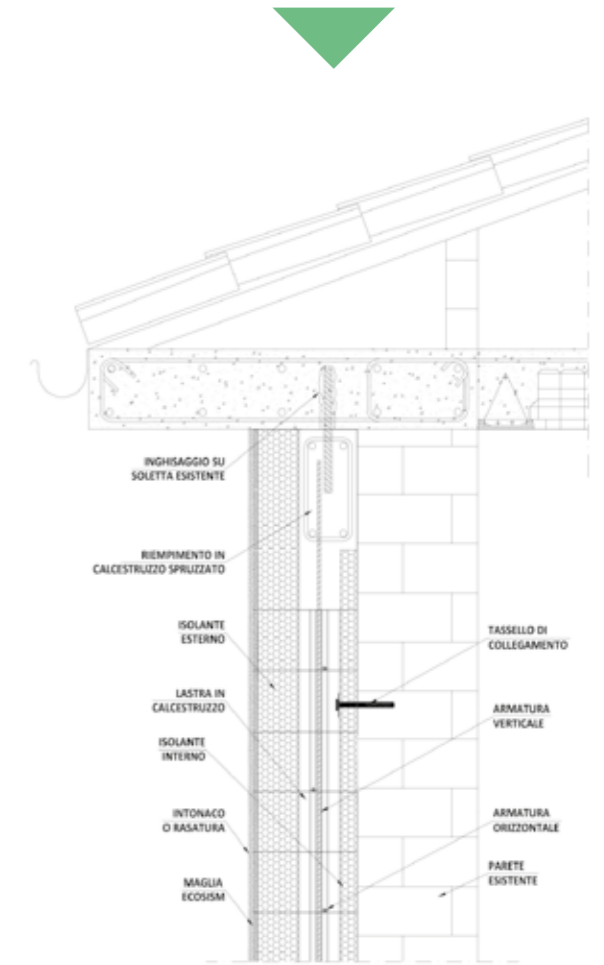 INGHISAGGIO SU
SOLETTA ESISTENTE
RIEMPIMENTO IN
CALCESTRUZZO SPRUZZATO
ISOLANTE
ESTERNO
LASTRA IN
CALCESTRUZZO
ISOLANTE
INTERNO
INTONACO
O RASATURA
MAGLIA
ECOSISM
TASSELLO DI
COLLEGAMENTO
ARMATURA
VERTICALE
ARMATURA
ORIZZONTALE
PARETE
ESISTENTE